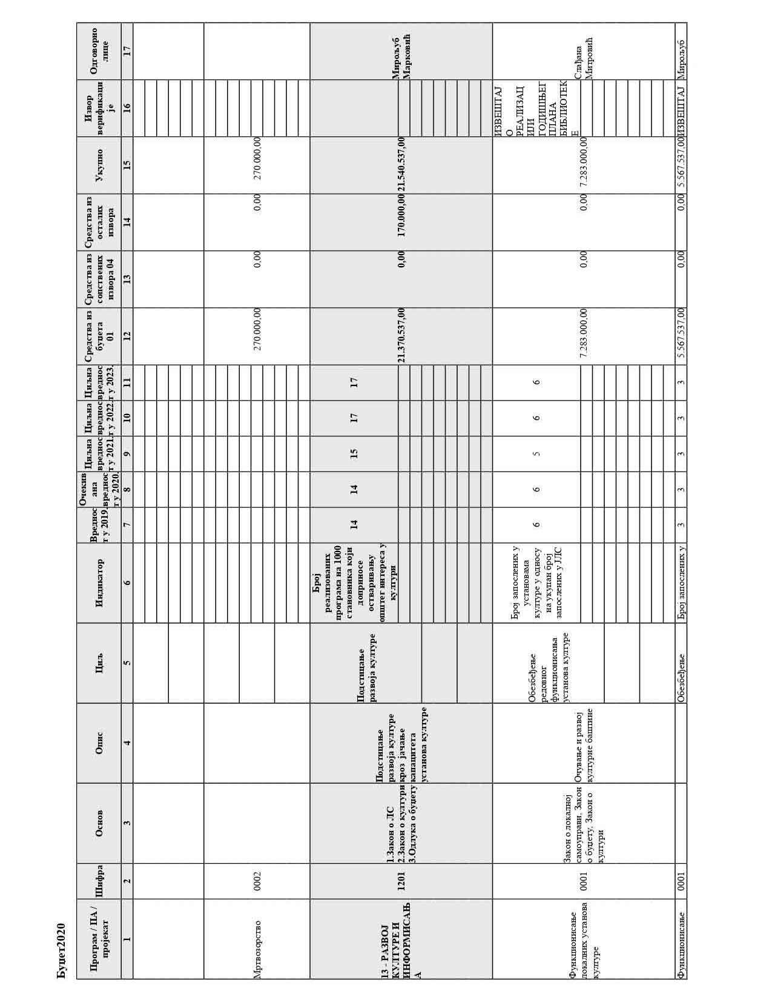 Буџет2020
Програм / ПА /
пројекат
Шифра
Основ
Опис
Циљ
Индикатор
Вреднос
т у 2019.
Очекив
ана
вреднос
т у 2020.
Циљна
вреднос
т у 2021.
Циљна
вреднос
т у 2022.
Циљна
вреднос
т у 2023.
Средства из
буџета
01
Средства из
сопствених
извора 04
Средства из
осталих
извора
Укупно
Извор
верификаци
је
Одговорно
лице
1
2
3
4
5
6
7
8
9
10
11
12
13
14
15
16
17
Мртвозорство
0002
270.000,00
0,00
0,00
270.000,00
13 - РАЗВОЈ
КУЛТУРЕ И
ИНФОРМИСАЊ
А
1201
1.Закон о ЛС
2.Закон о култури
3.Одлука о буџету
Подстицање
развоја културе
кроз јачање
капацитета
установа културе
Подстицање
развоја културе
Број
реализованих
програма на 1000
становника који
доприносе
остваривању
општег интереса у
култури
14
14
15
17
17
21.370.537,00
0,00
170.000,00
21.540.537,00
Мирољуб
Марковић
Функционисање
локалних установа
културе
0001
Закон о локалној
самоуправи, Закон
о буџету, Закон о
култури
Очување и развој
културне баштине
Обезбеђење
редовног
функционисања
установа културе
Број запослених у
установама
културе у односу
на укупан број
запослених у ЈЛС
6
6
5
6
6
7.283.000,00
0,00
0,00
7.283.000,00
ИЗВЕШТАЈ
О
РЕАЛИЗАЦ
ИЈИ
ГОДИШЊЕГ
ПЛАНА
БИБЛИОТЕК
Е
Слађана
Митровић
Функционисање
0001
Обезбеђење
Број запослених у
3
3
3
3
3
5.567.537,00
0,00
0,00
5.567.537,00
ИЗВЕШТАЈ
Мирољуб